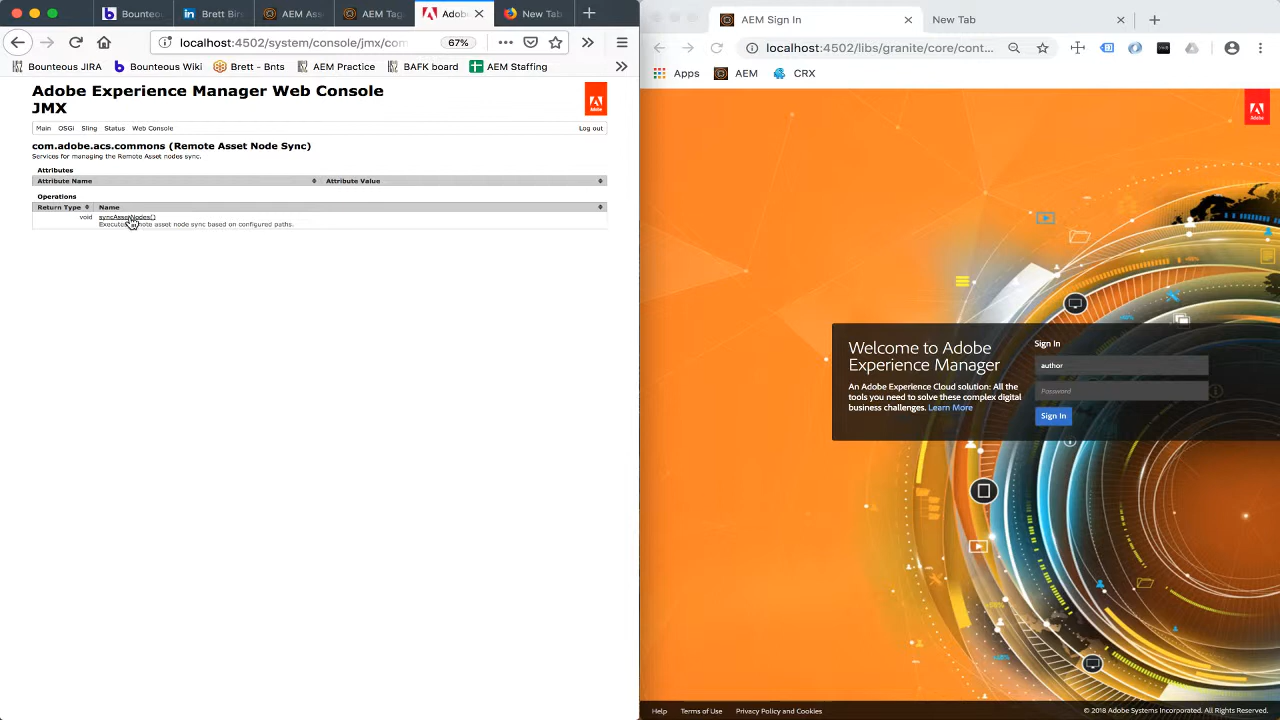 Bounteou
Brett Birs
AEM Ass
AEM Tag
Adobe
New Tab
localhost:4502/system/console/jmx/com
67%
Bounteous JIRA
Bounteous Wiki
Brett - Bnts
AEM Practice
BAFK board
AEM Staffing
Adobe Experience Manager Web Console
JMX
Adobe
Main OSGi Sling Status Web Console
Log out
com.adobe.acs.commons (Remote Asset Node Sync)
Services for managing the Remote Asset nodes sync.
Attributes
Attribute Name
Attribute Value
Operations
Return Type
Name
void
syncAssetNodes()
note asset node sync based on configured paths.
AEM Sign In
New Tab
localhost:4502/libs/granite/core/cont...
Apps
AEM
CRX
Adobe
Welcome to Adobe
Experience Manager
An Adobe Experience Cloud solution: All the
tools you need to solve these complex digital
business challenges. Learn More
Sign In
author
Password
Sign In
Help
Terms of Use
Privacy Policy and Cookies
© 2018 Adobe Systems Incorporated. All Rights Reserved.